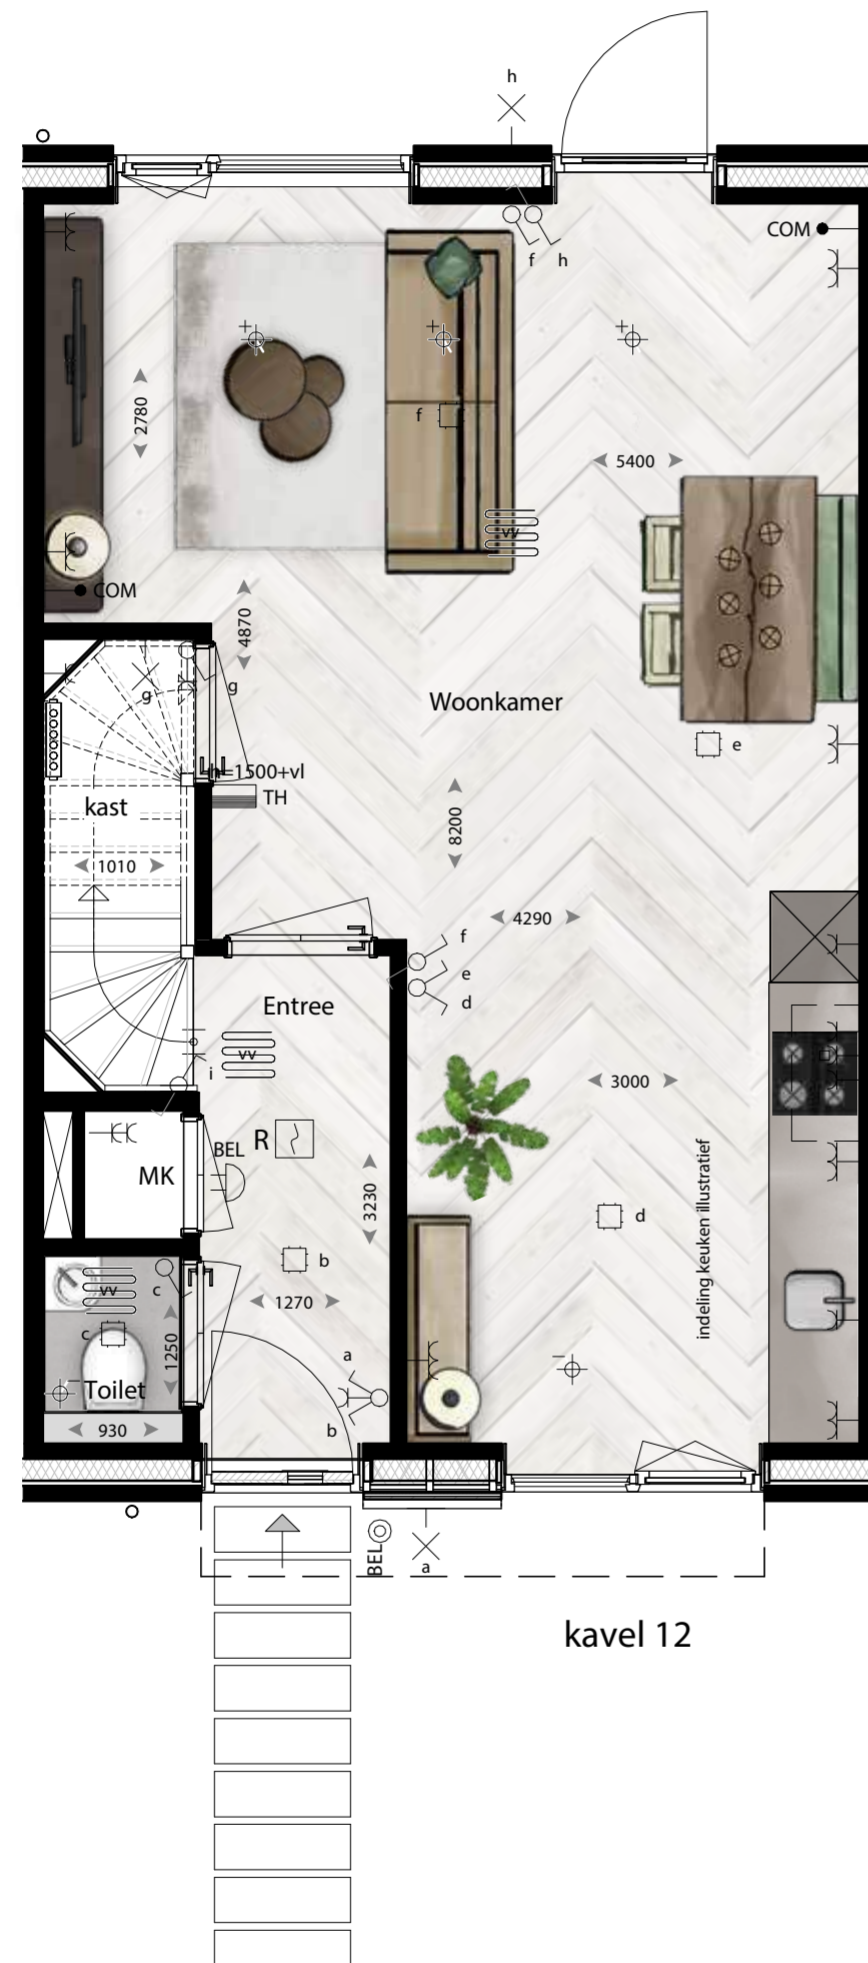 h
f
h
COM
2780
f
5400
vv
COM
4870
g
g
Woonkamer
e
1500+vl
TH
kast
8200
1010
4290
f
e
d
Entree
vv
i
3000
R
BEL
MK
3230
indeling keuken illustratief
d
b
vv
c
1270
c
1250
a
Toilet
b
930
BEL
a
kavel 12